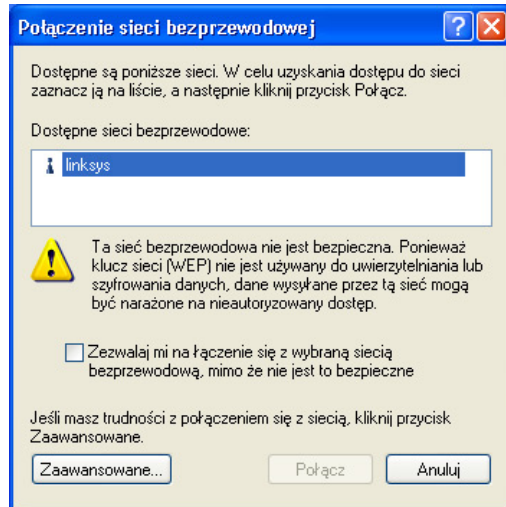 Połączenie sieci bezprzewodowej
Dostępne są poniższe sieci. W celu uzyskania dostępu do sieci
zaznacz ją na liście, a następnie kliknij przycisk Połącz.
Dostępne sieci bezprzewodowe:
linksys
Ta sieć bezprzewodowa nie jest bezpieczna. Ponieważ
klucz sieci (WEP) nie jest używany do uwierzytelniania lub
szyfrowania danych, dane wysyłane przez tą sieć mogą
być narażone na nieautoryzowany dostęp.
Zezwalaj mi na łączenie się z wybraną siecią
bezprzewodową, mimo że nie jest to bezpieczne
Jeśli masz trudności z połączeniem się z siecią, kliknij przycisk
Zaawansowane.
Zaawansowane... Połącz Anuluj